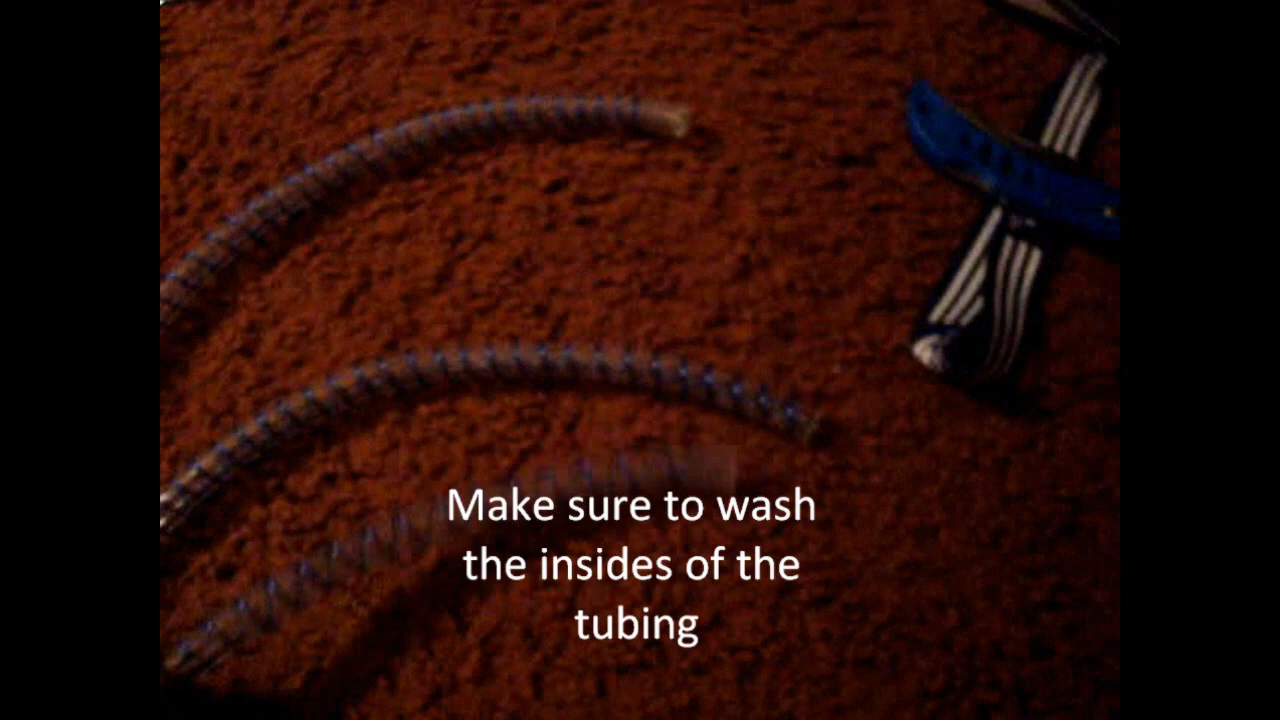 Make sure to wash
the insides of the
tubing